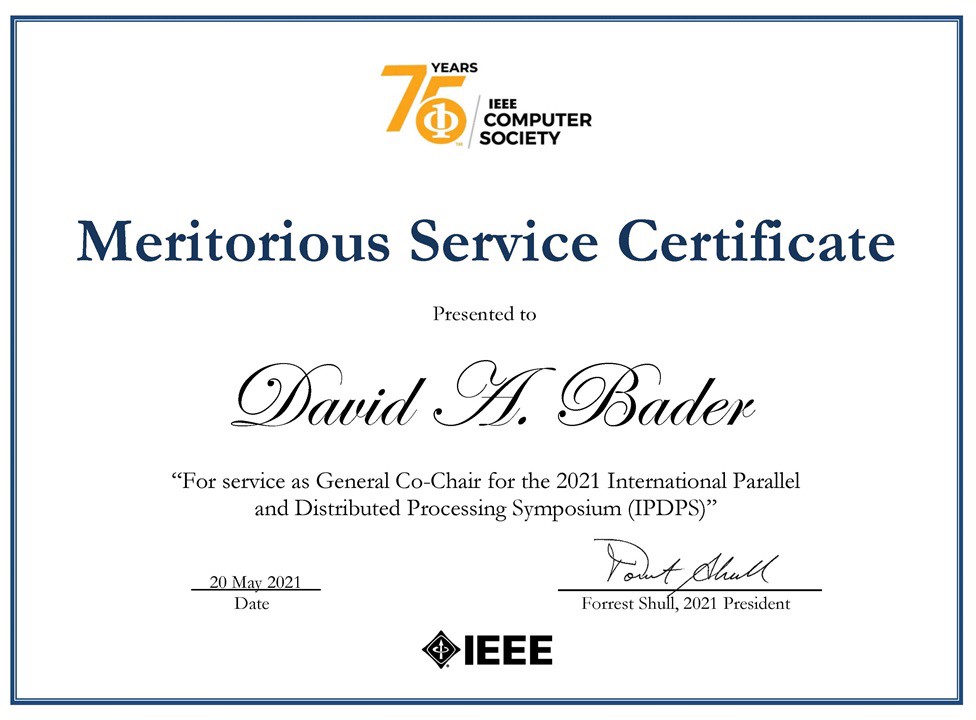 75 YEARS
IEEE
COMPUTER
SOCIETY
TM
Meritorious Service Certificate
Presented to
David A. Bader
“For service as General Co-Chair for the 2021 International Parallel
and Distributed Processing Symposium (IPDPS)”
20 May 2021
Date
Forrest Shull
Forrest Shull, 2021 President
IEEE